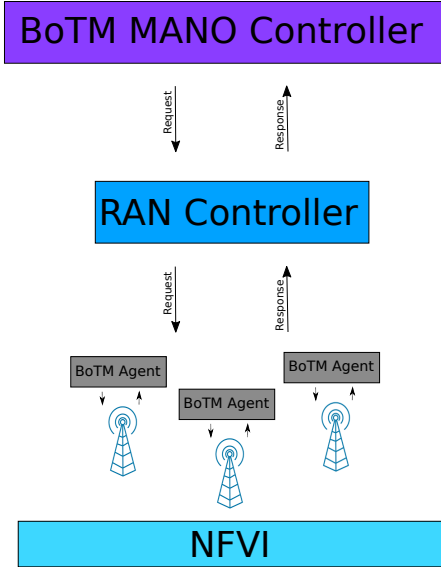 BoTM MANO Controller
Request
Response
RAN Controller
Request
Response
BoTM Agent
BoTM Agent
BoTM Agent
NFVI